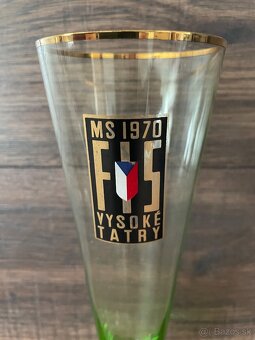 MS 1970
FIS
VYSOKÉ
TATRY
Bazos.sk